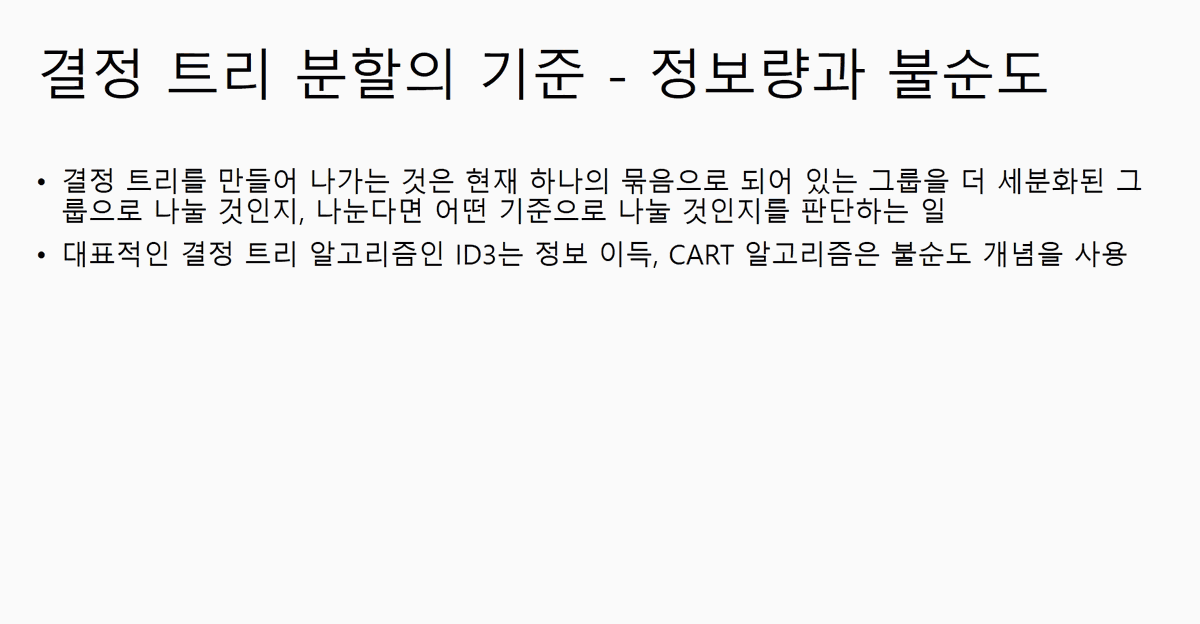 결정 트리 분할의 기준 - 정보량과 불순도
• 결정 트리를 만들어 나가는 것은 현재 하나의 묶음으로 되어 있는 그룹을 더 세분화된 그
룹으로 나눌 것인지, 나눈다면 어떤 기준으로 나눌 것인지를 판단하는 일
• 대표적인 결정 트리 알고리즘인 ID3는 정보 이득, CART 알고리즘은 불순도 개념을 사용